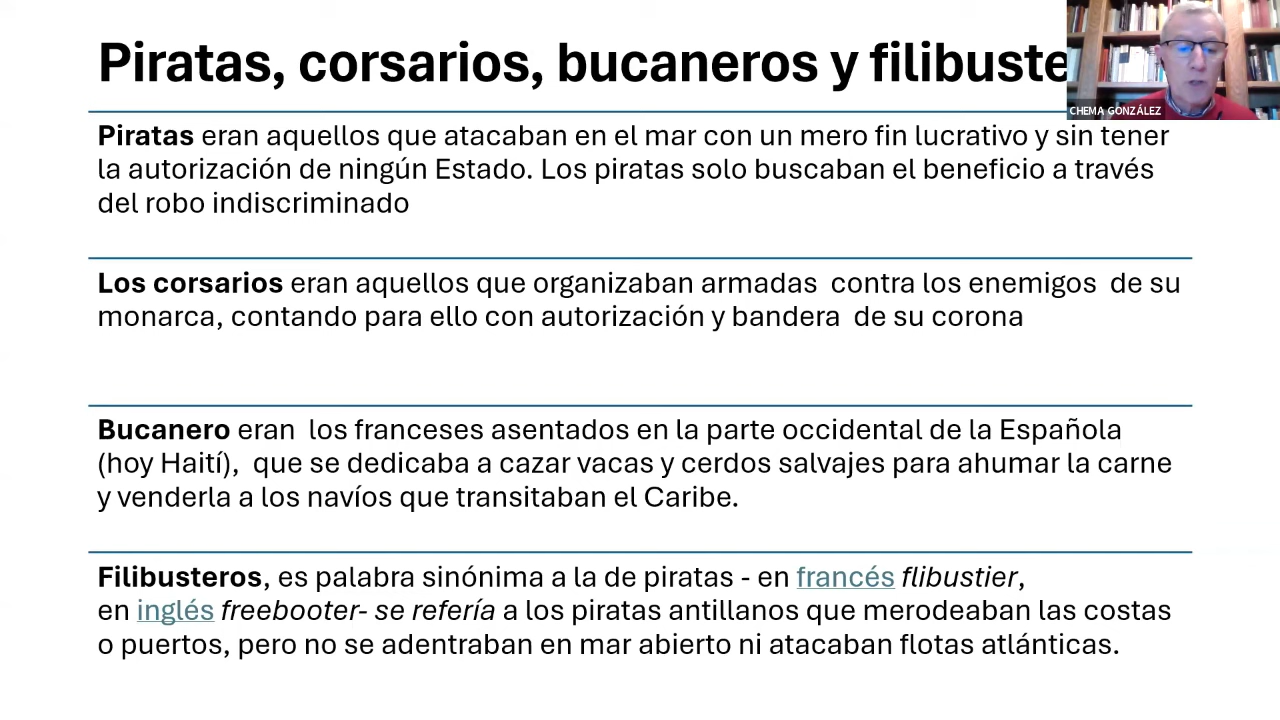 Piratas, corsarios, bucaneros y filibuste
CHEMA GONZÁLEZ
Piratas eran aquellos que atacaban en el mar con un mero fin lucrativo y sin tener
la autorización de ningún Estado. Los piratas solo buscaban el beneficio a través
del robo indiscriminado
Los corsarios eran aquellos que organizaban armadas  contra los enemigos  de su
monarca, contando para ello con autorización y bandera  de su corona
Bucanero eran  los franceses asentados en la parte occidental de la Española
(hoy Haití),  que se dedicaba a cazar vacas y cerdos salvajes para ahumar la carne
y venderla a los navíos que transitaban el Caribe.
Filibusteros, es palabra sinónima a la de piratas - en francés flibustier,
en inglés freebooter- se refería a los piratas antillanos que merodeaban las costas
o puertos, pero no se adentraban en mar abierto ni atacaban flotas atlánticas.